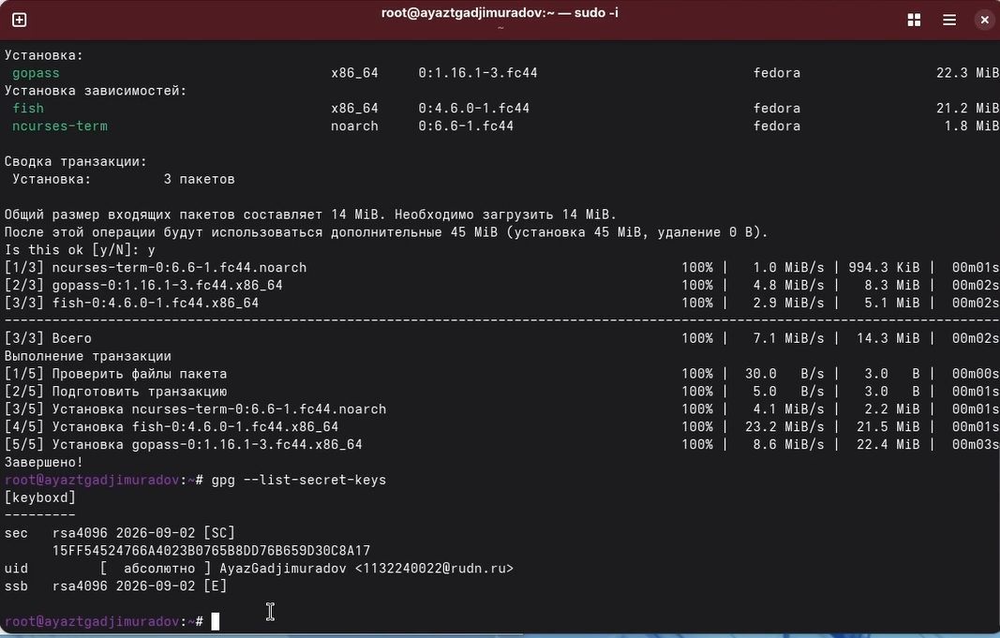 root@ayaztgadjimuradov:~ — sudo -i
~
Установка:
gopass x86_64 0:1.16.1-3.fc44 fedora 22.3 MiB
Установка зависимостей:
fish x86_64 0:4.6.0-1.fc44 fedora 21.2 MiB
ncurses-term noarch 0:6.6-1.fc44 fedora 1.8 MiB
Сводка транзакции:
Установка: 3 пакетов
Общий размер входящих пакетов составляет 14 MiB. Необходимо загрузить 14 MiB.
После этой операции будут использоваться дополнительные 45 MiB (установка 45 MiB, удаление 0 B).
Is this ok [y/N]: y
[1/3] ncurses-term-0:6.6-1.fc44.noarch 100% | 1.0 MiB/s | 994.3 KiB | 00m01s
[2/3] gopass-0:1.16.1-3.fc44.x86_64 100% | 4.8 MiB/s | 8.3 MiB | 00m02s
[3/3] fish-0:4.6.0-1.fc44.x86_64 100% | 2.9 MiB/s | 5.1 MiB | 00m02s
--------------------------------------------------------------------------------
[3/3] Всего 100% | 7.1 MiB/s | 14.3 MiB | 00m02s
Выполнение транзакции
[1/5] Проверить файлы пакета 100% | 30.0 B/s | 3.0 B | 00m00s
[2/5] Подготовить транзакцию 100% | 5.0 B/s | 3.0 B | 00m01s
[3/5] Установка ncurses-term-0:6.6-1.fc44.noarch 100% | 4.1 MiB/s | 2.2 MiB | 00m01s
[4/5] Установка fish-0:4.6.0-1.fc44.x86_64 100% | 23.2 MiB/s | 21.5 MiB | 00m01s
[5/5] Установка gopass-0:1.16.1-3.fc44.x86_64 100% | 8.6 MiB/s | 22.4 MiB | 00m03s
Завершено!
root@ayaztgadjimuradov:~# gpg --list-secret-keys
[keyboxd]
---------
sec rsa4096 2026-09-02 [SC]
15FF54524766A4023B0765B8DD76B659D30C8A17
uid [ абсолютно ] AyazGadjimuradov <1132240022@rudn.ru>
ssb rsa4096 2026-09-02 [E]
root@ayaztgadjimuradov:~#